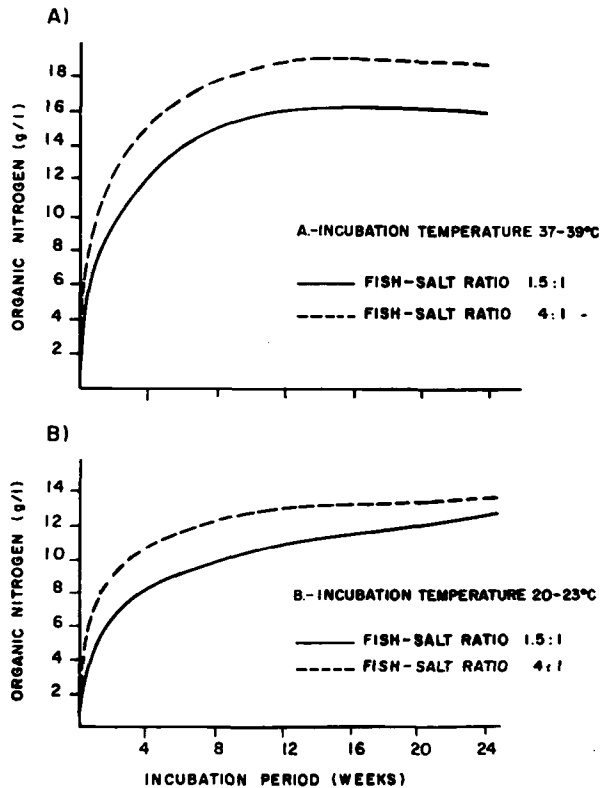 A)
ORGANIC NITROGEN (g/l)
18
16
14
12
10
8
6
4
2
A.-INCUBATION TEMPERATURE 37-39°C
FISH-SALT RATIO 1.5:1
FISH-SALT RATIO 4:1
B)
ORGANIC NITROGEN (g/l)
14
12
10
8
6
4
2
B.-INCUBATION TEMPERATURE 20-23°C
FISH-SALT RATIO 1.5:1
FISH-SALT RATIO 4:1
4 8 12 16 20 24
INCUBATION PERIOD (WEEKS)